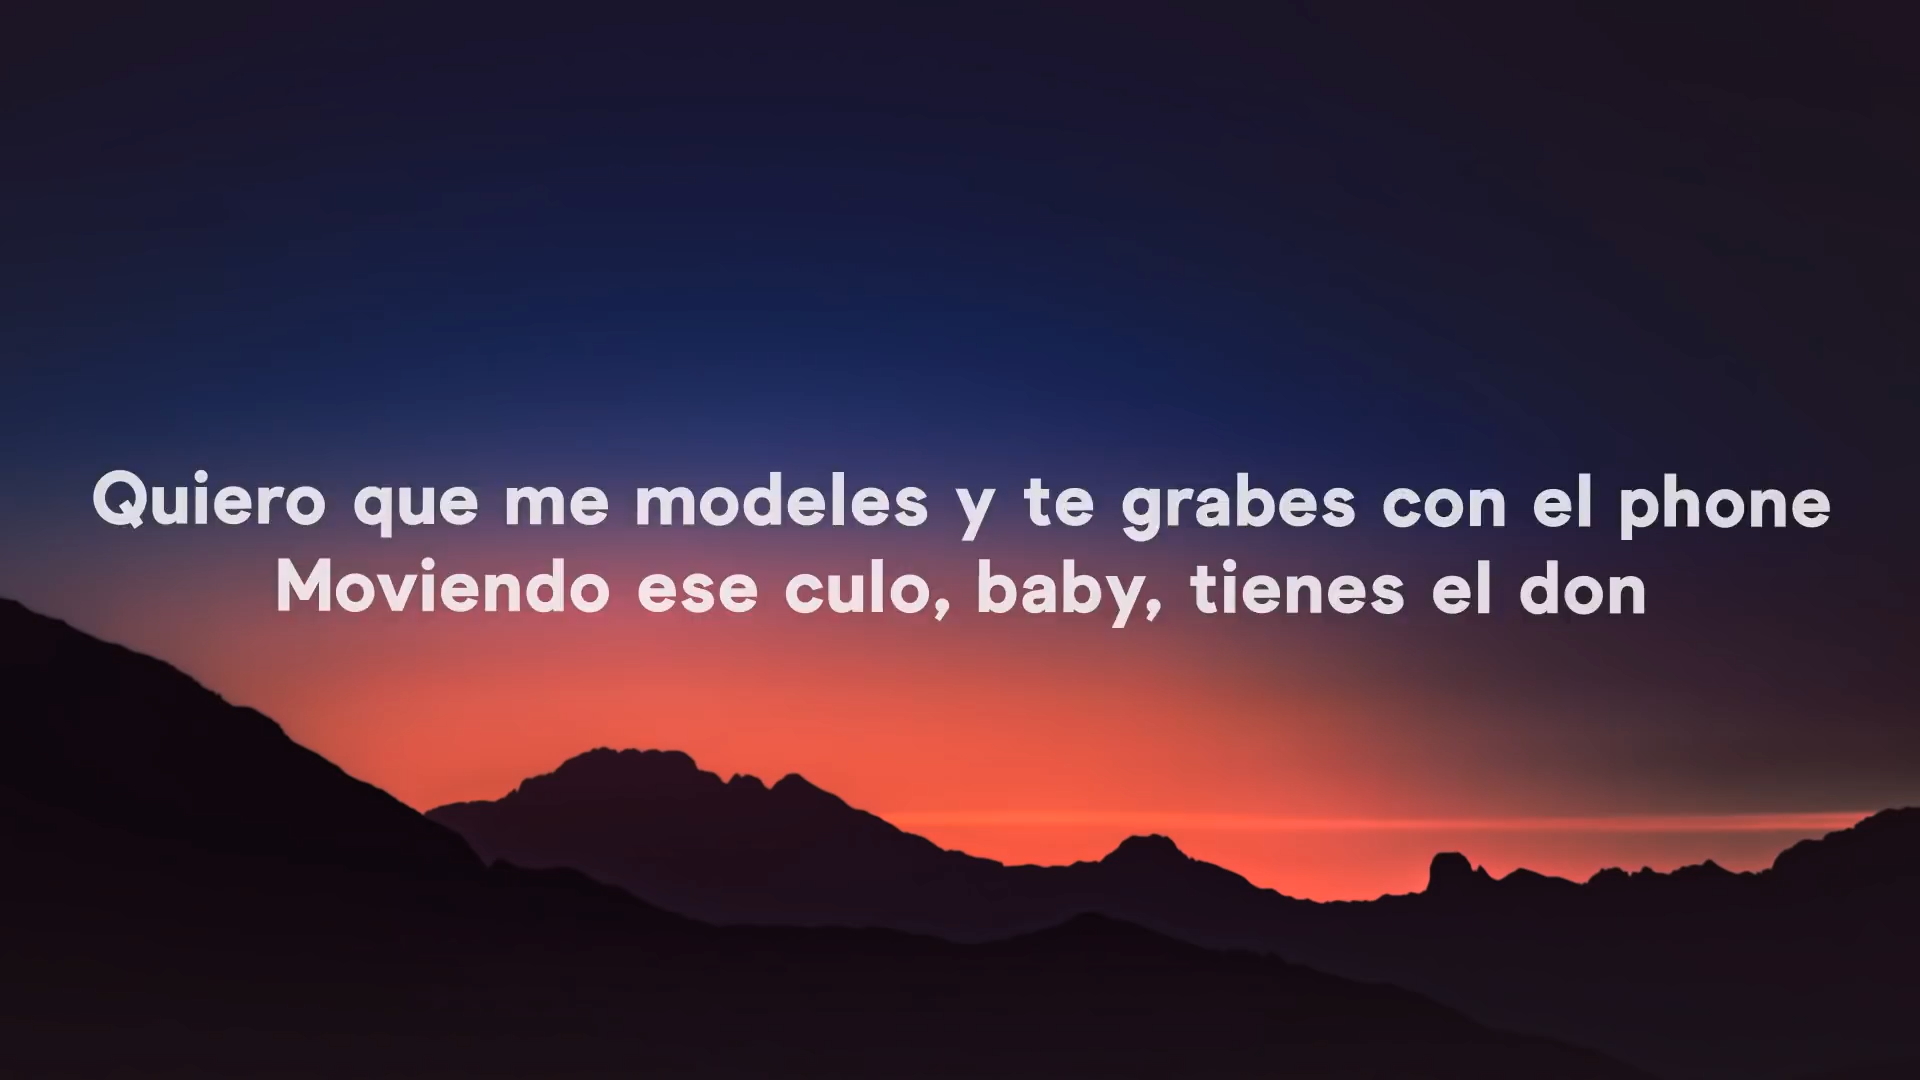 Quiero que me modeles y te grabes con el phone
Moviendo ese culo, baby, tienes el don